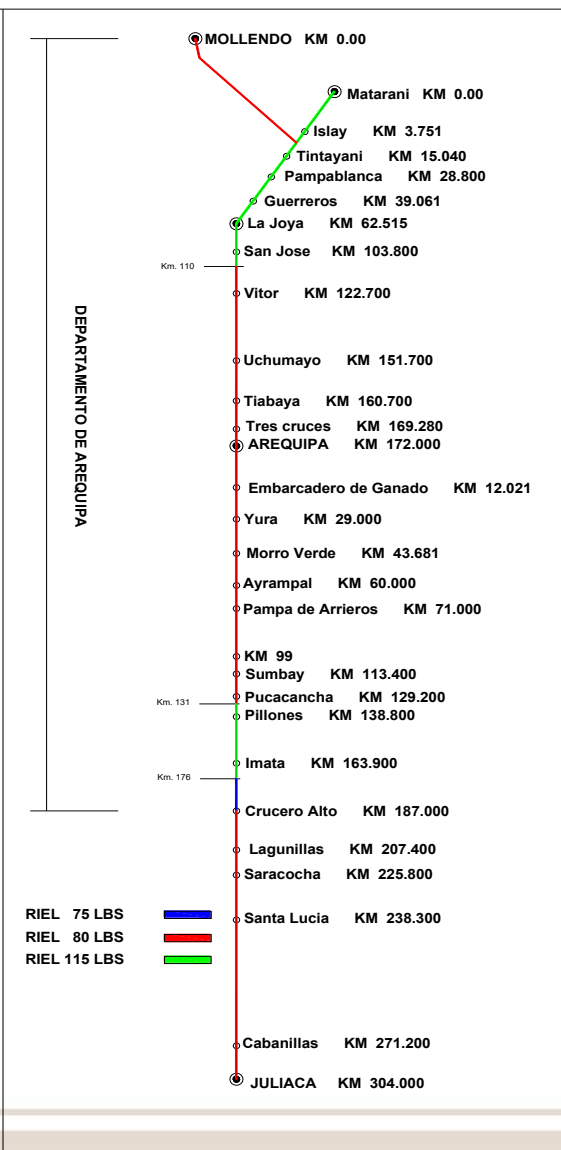 MOLLENDO KM 0.00
Matarani KM 0.00
Islay KM 3.751
Tintayani KM 15.040
Pampablanca KM 28.800
Guerreros KM 39.061
La Joya KM 62.515
San Jose KM 103.800
Km. 110
Vitor KM 122.700
DEPARTAMENTO DE AREQUIPA
Uchumayo KM 151.700
Tiabaya KM 160.700
Tres cruces KM 169.280
AREQUIPA KM 172.000
Embarcadero de Ganado KM 12.021
Yura KM 29.000
Morro Verde KM 43.681
Ayrampal KM 60.000
Pampa de Arrieros KM 71.000
KM 99
Sumbay KM 113.400
Pucacancha KM 129.200
Km. 131
Pillones KM 138.800
Imata KM 163.900
Km. 176
Crucero Alto KM 187.000
Lagunillas KM 207.400
Saracocha KM 225.800
Santa Lucia KM 238.300
RIEL 75 LBS
RIEL 80 LBS
RIEL 115 LBS
Cabanillas KM 271.200
JULIACA KM 304.000